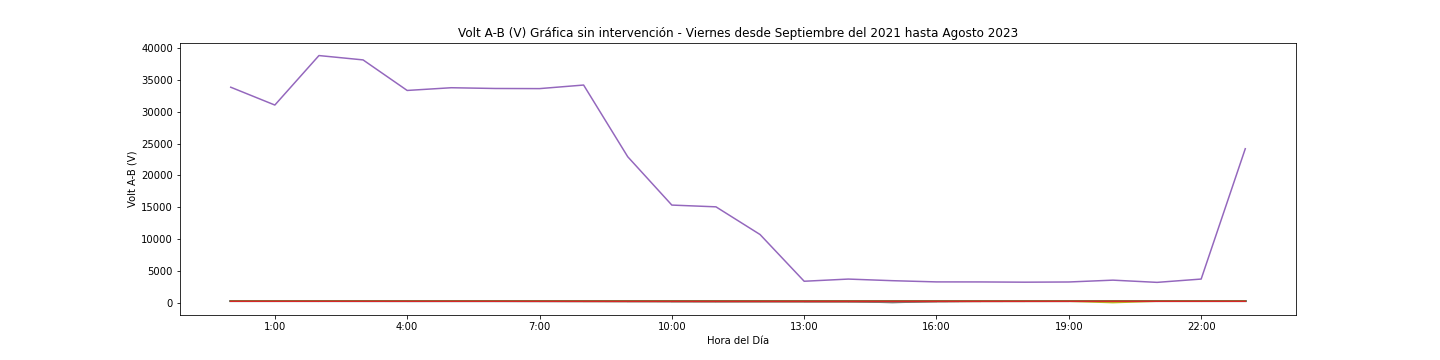 Volt A-B (V) Gráfica sin intervención - Viernes desde Septiembre del 2021 hasta Agosto 2023
40000
35000
30000
25000
20000
15000
10000
5000
0
Volt A-B (V)
1:00 4:00 7:00 10:00 13:00 16:00 19:00 22:00
Hora del Día